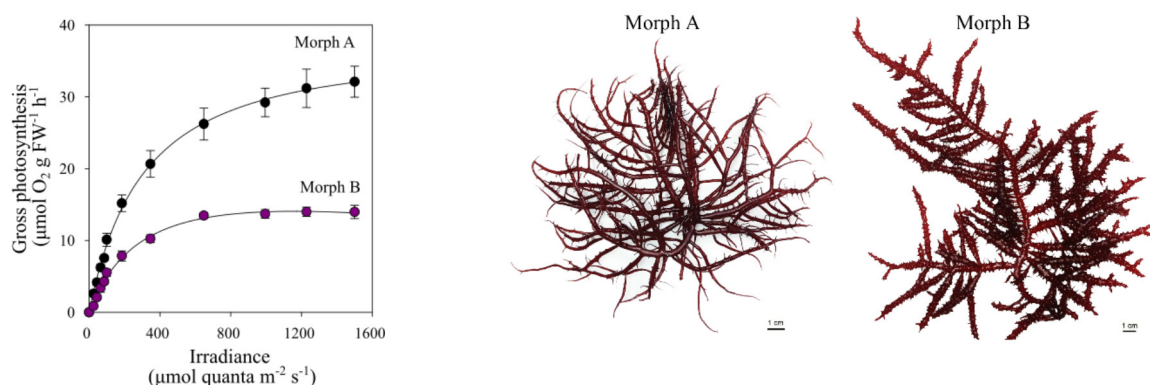 Gross photosynthesis
(μmol O₂ g FW⁻¹ h⁻¹)
40
30
20
10
0
Morph A
Morph B
0
400
800
1200
1600
Irradiance
(μmol quanta m⁻² s⁻¹)
Morph A
1 cm
Morph B
1 cm